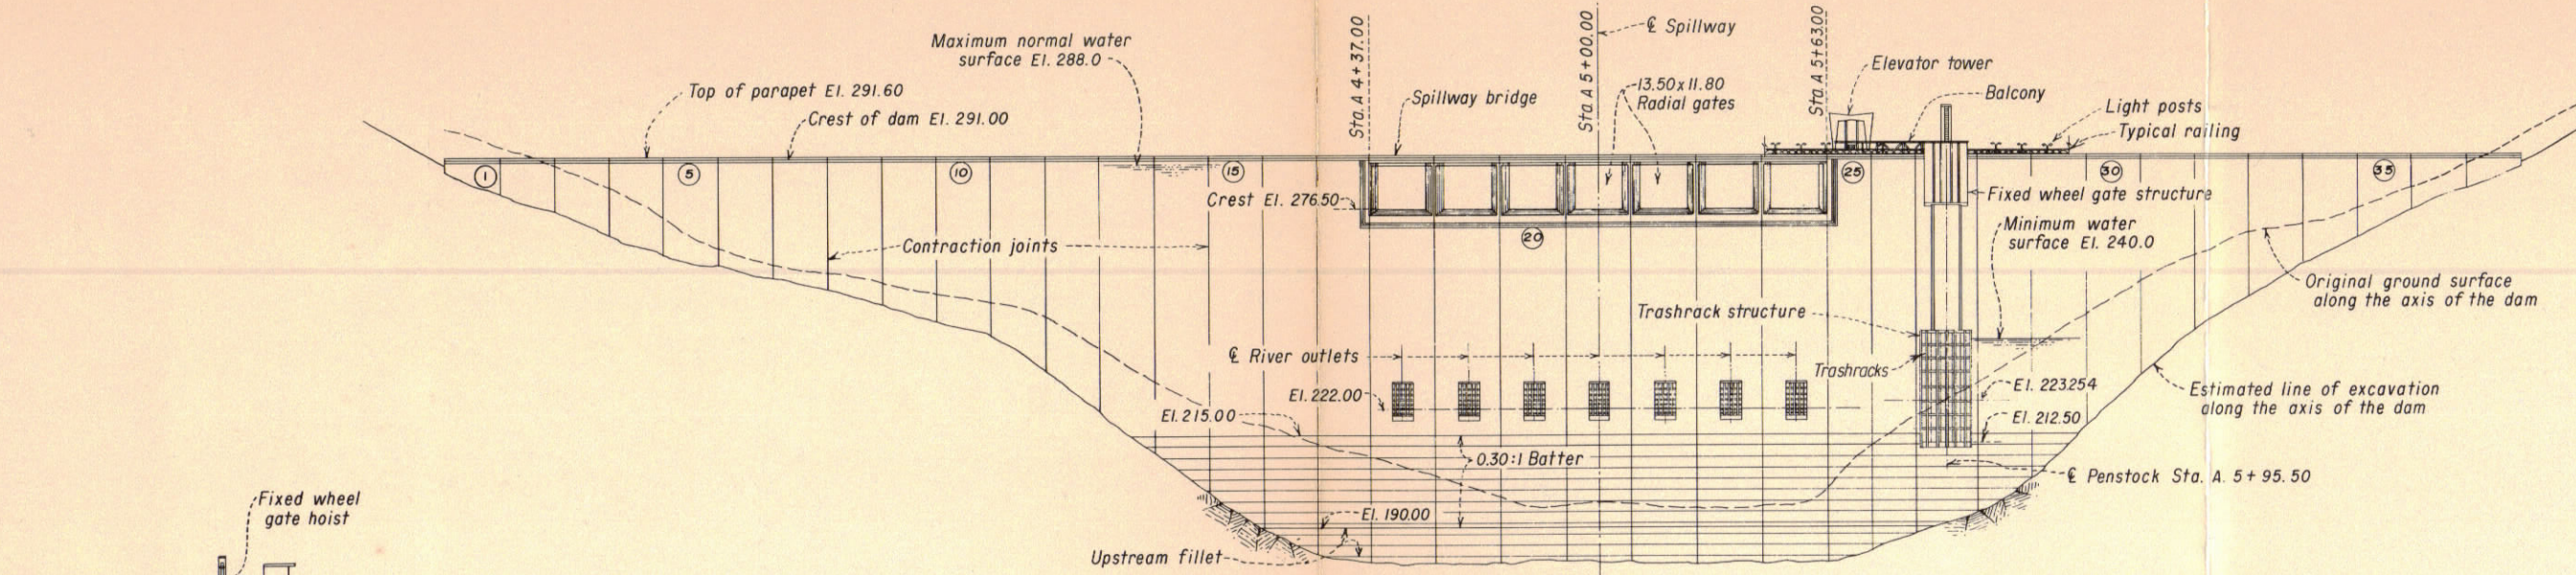 Maximum normal water
surface El. 288.0
Top of parapet El. 291.60
Crest of dam El. 291.00
Sta. A 4+37.00
Spillway bridge
Sta. A 5+00.00
℄ Spillway
13.50x11.80
Radial gates
Sta. A 5+63.00
Elevator tower
Balcony
Light posts
Typical railing
1
5
10
15
20
25
30
35
Crest El. 276.50
Contraction joints
Fixed wheel gate structure
Minimum water
surface El. 240.0
Original ground surface
along the axis of the dam
Trashrack structure
℄ River outlets
Trashracks
El. 222.00
El. 215.00
El. 223.254
El. 212.50
Estimated line of excavation
along the axis of the dam
0.30:1 Batter
℄ Penstock Sta. A. 5+95.50
El. 190.00
Upstream fillet
Fixed wheel
gate hoist